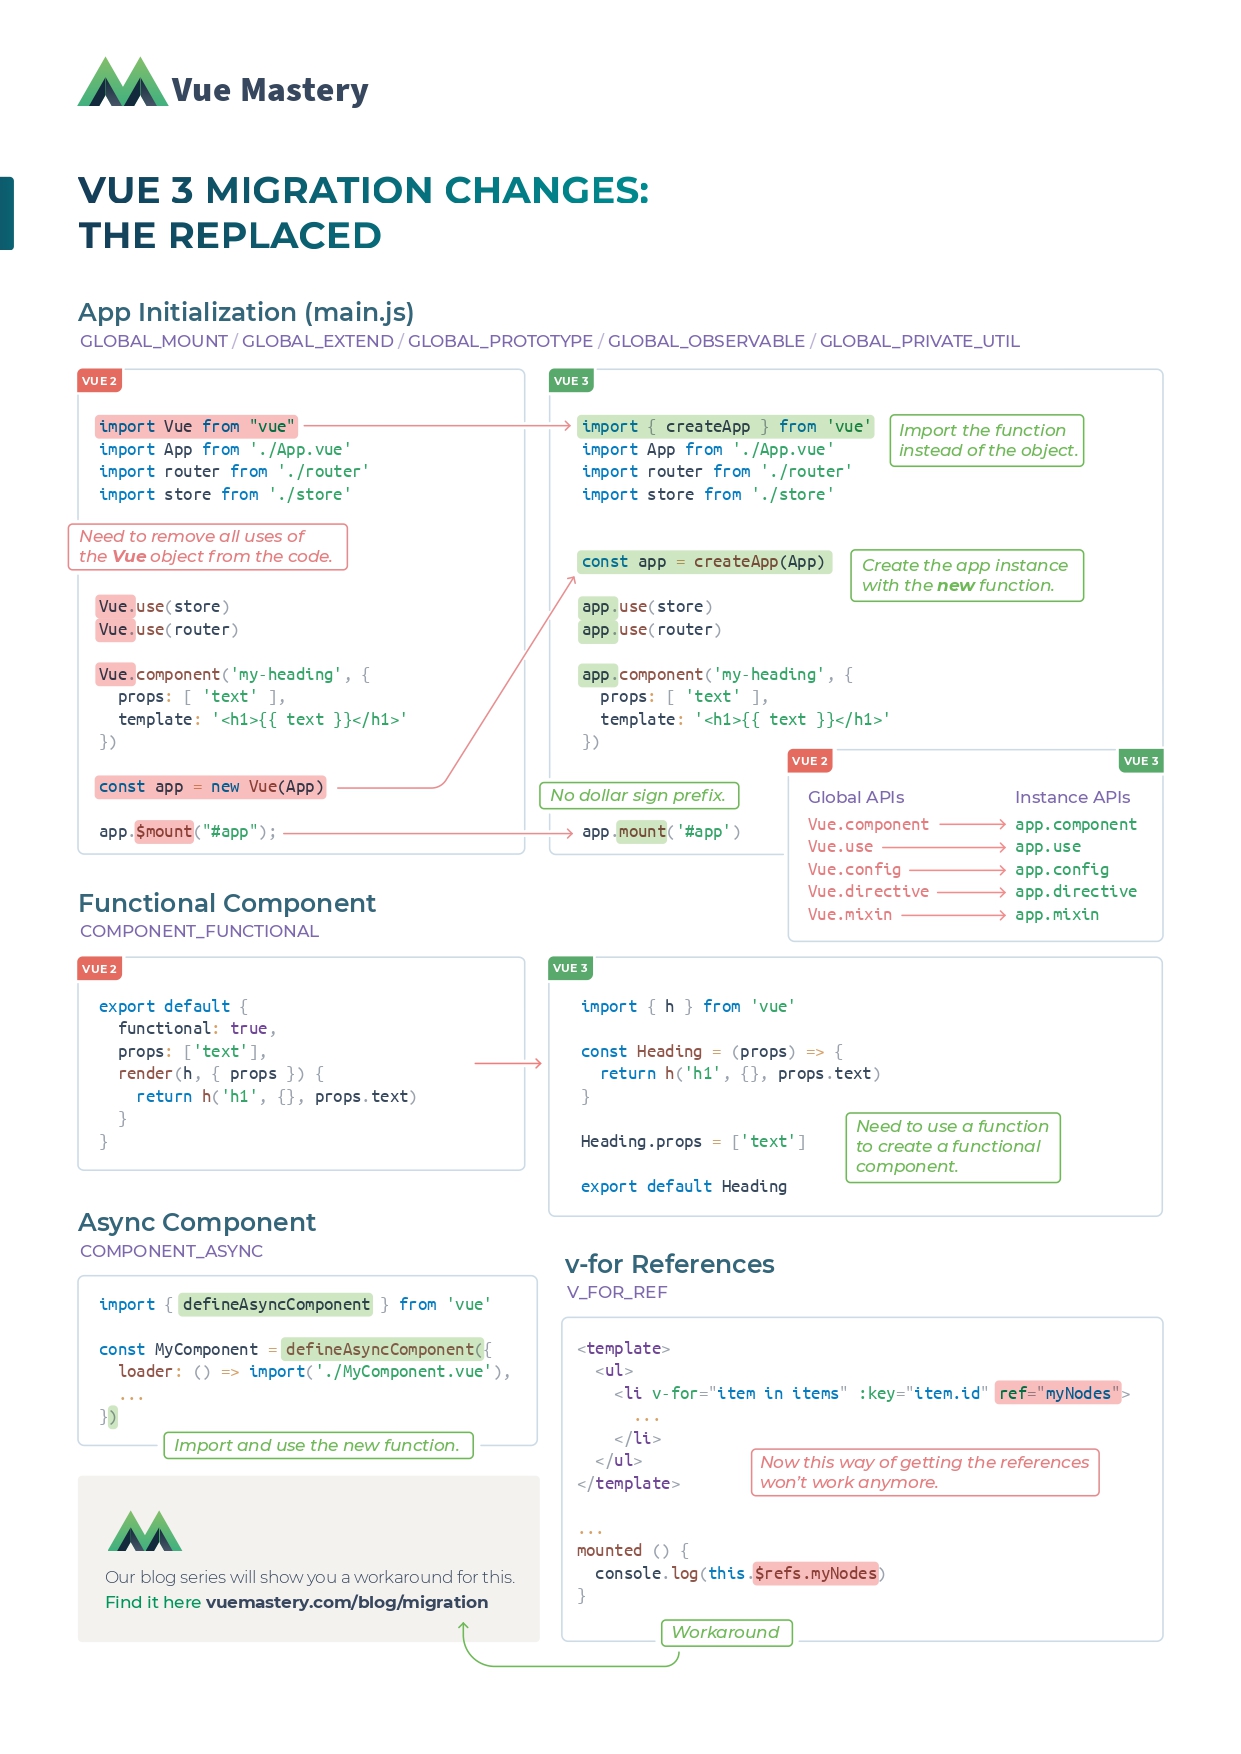 Vue Mastery
VUE 3 MIGRATION CHANGES:
THE REPLACED
App Initialization (main.js)
GLOBAL_MOUNT / GLOBAL_EXTEND / GLOBAL_PROTOTYPE / GLOBAL_OBSERVABLE / GLOBAL_PRIVATE_UTIL
VUE 2
import Vue from "vue"
import App from './App.vue'
import router from './router'
import store from './store'
Need to remove all uses of
the Vue object from the code.
Vue.use(store)
Vue.use(router)
Vue.component('my-heading', {
  props: [ 'text' ],
  template: '<h1>{{ text }}</h1>'
})
const app = new Vue(App)
app.$mount("#app");
VUE 3
import { createApp } from 'vue'
import App from './App.vue'
import router from './router'
import store from './store'
Import the function
instead of the object.
const app = createApp(App)
Create the app instance
with the new function.
app.use(store)
app.use(router)
app.component('my-heading', {
  props: [ 'text' ],
  template: '<h1>{{ text }}</h1>'
})
No dollar sign prefix.
app.mount('#app')
VUE 2 VUE 3
Global APIs Instance APIs
Vue.component app.component
Vue.use app.use
Vue.config app.config
Vue.directive app.directive
Vue.mixin app.mixin
Functional Component
COMPONENT_FUNCTIONAL
VUE 2
export default {
  functional: true,
  props: ['text'],
  render(h, { props }) {
    return h('h1', {}, props.text)
  }
}
VUE 3
import { h } from 'vue'
const Heading = (props) => {
  return h('h1', {}, props.text)
}
Heading.props = ['text']
export default Heading
Need to use a function
to create a functional
component.
Async Component
COMPONENT_ASYNC
import { defineAsyncComponent } from 'vue'
const MyComponent = defineAsyncComponent({
  loader: () => import('./MyComponent.vue'),
  ...
})
Import and use the new function.
Our blog series will show you a workaround for this.
Find it here vuemastery.com/blog/migration
v-for References
V_FOR_REF
<template>
  <ul>
    <li v-for="item in items" :key="item.id" ref="myNodes">
      ...
    </li>
  </ul>
</template>
Now this way of getting the references
won't work anymore.
...
mounted () {
  console.log(this.$refs.myNodes)
}
Workaround